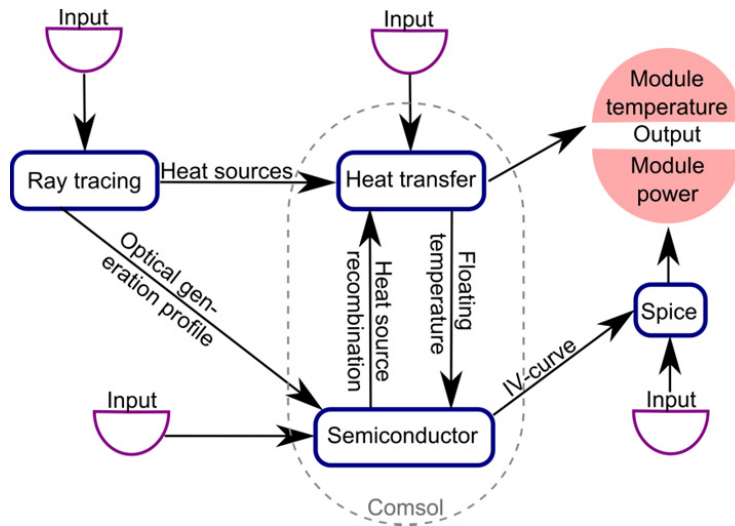 Input
Input
Module
temperature
Output
Module
power
Ray tracing
Heat sources
Heat transfer
Optical gen-
eration profile
Heat source
recombination
Floating
temperature
IV-curve
Spice
Input
Input
Semiconductor
Comsol